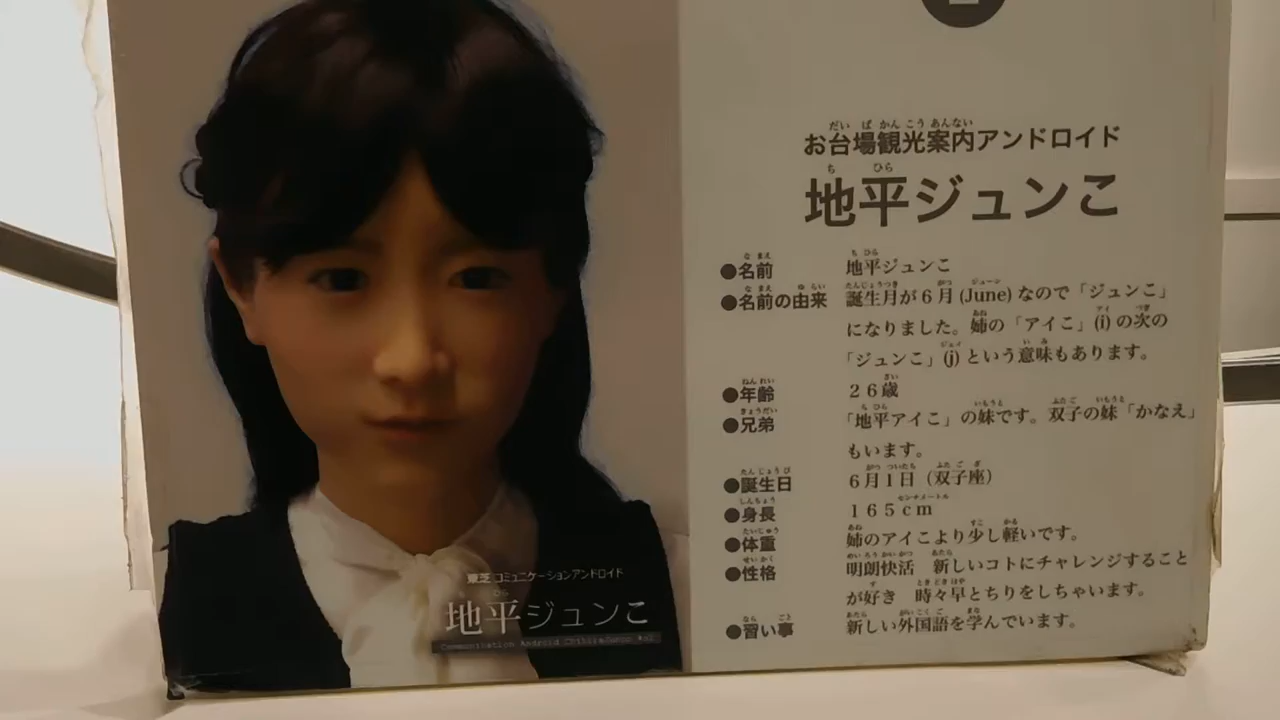 お台場観光案内アンドロイド
地平ジュンこ
●名前 地平ジュンこ
●名前の由来 誕生月が6月(June)なので「ジュンこ」
になりました。姉の「アイこ」(i)の次の
「ジュンこ」(j)という意味もあります。
●年齢 26歳
●兄弟 「地平アイこ」の妹です。双子の妹「かなえ」
もいます。
●誕生日 6月1日(双子座)
●身長 165cm
●体重 姉のアイこより少し軽いです。
●性格 明朗快活 新しいコトにチャレンジすること
が好き 時々早とちりをしちゃいます。
●習い事 新しい外国語を学んでいます。
東芝 コミュニケーションアンドロイド
地平ジュンこ
Communication Android